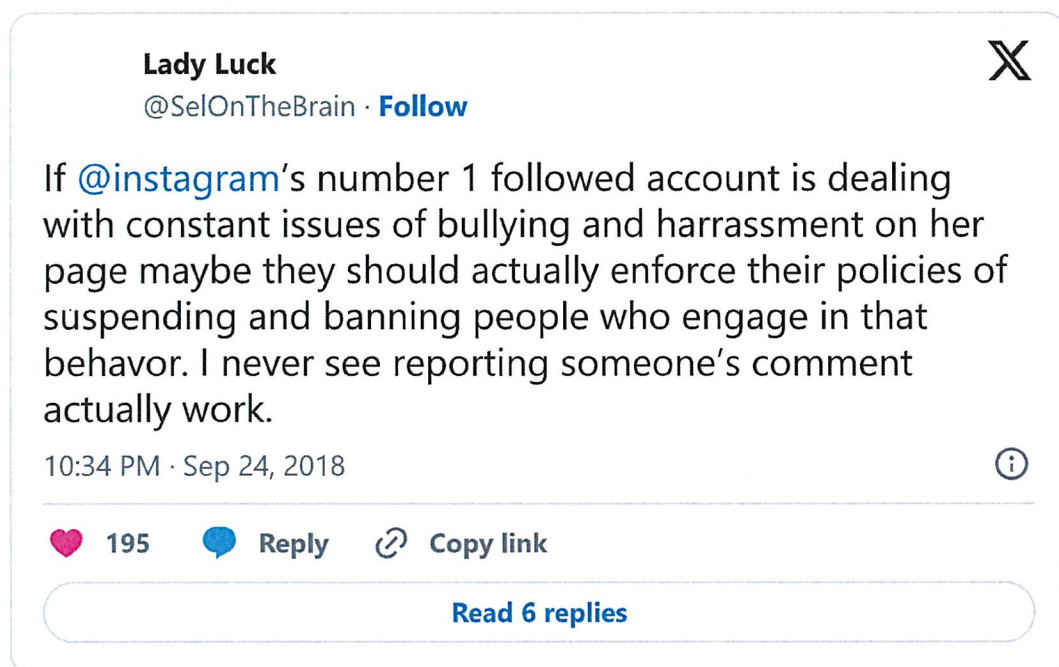 Lady Luck
@SelOnTheBrain · Follow
If @instagram's number 1 followed account is dealing
with constant issues of bullying and harrassment on her
page maybe they should actually enforce their policies of
suspending and banning people who engage in that
behavor. I never see reporting someone's comment
actually work.
10:34 PM · Sep 24, 2018
195 Reply Copy link
Read 6 replies